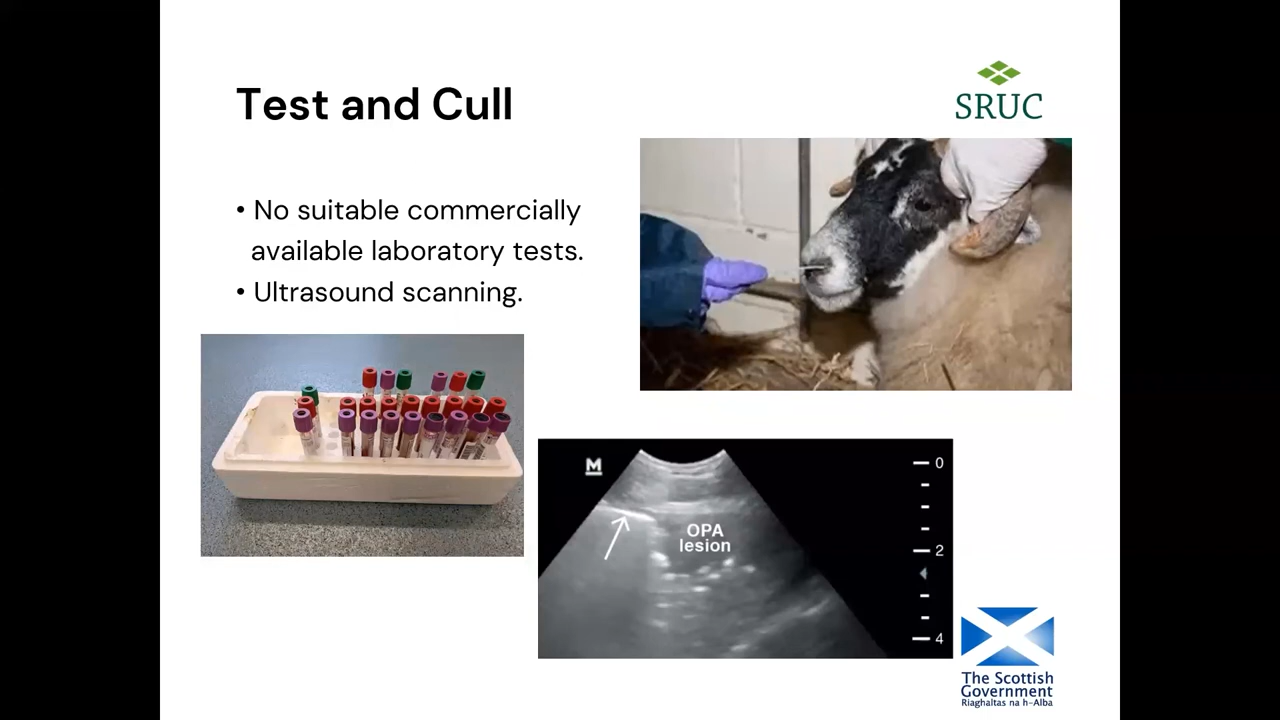 Test and Cull
SRUC
• No suitable commercially
available laboratory tests.
• Ultrasound scanning.
M
OPA
lesion
0
2
4
The Scottish
Government
Riaghaltas na h-Alba